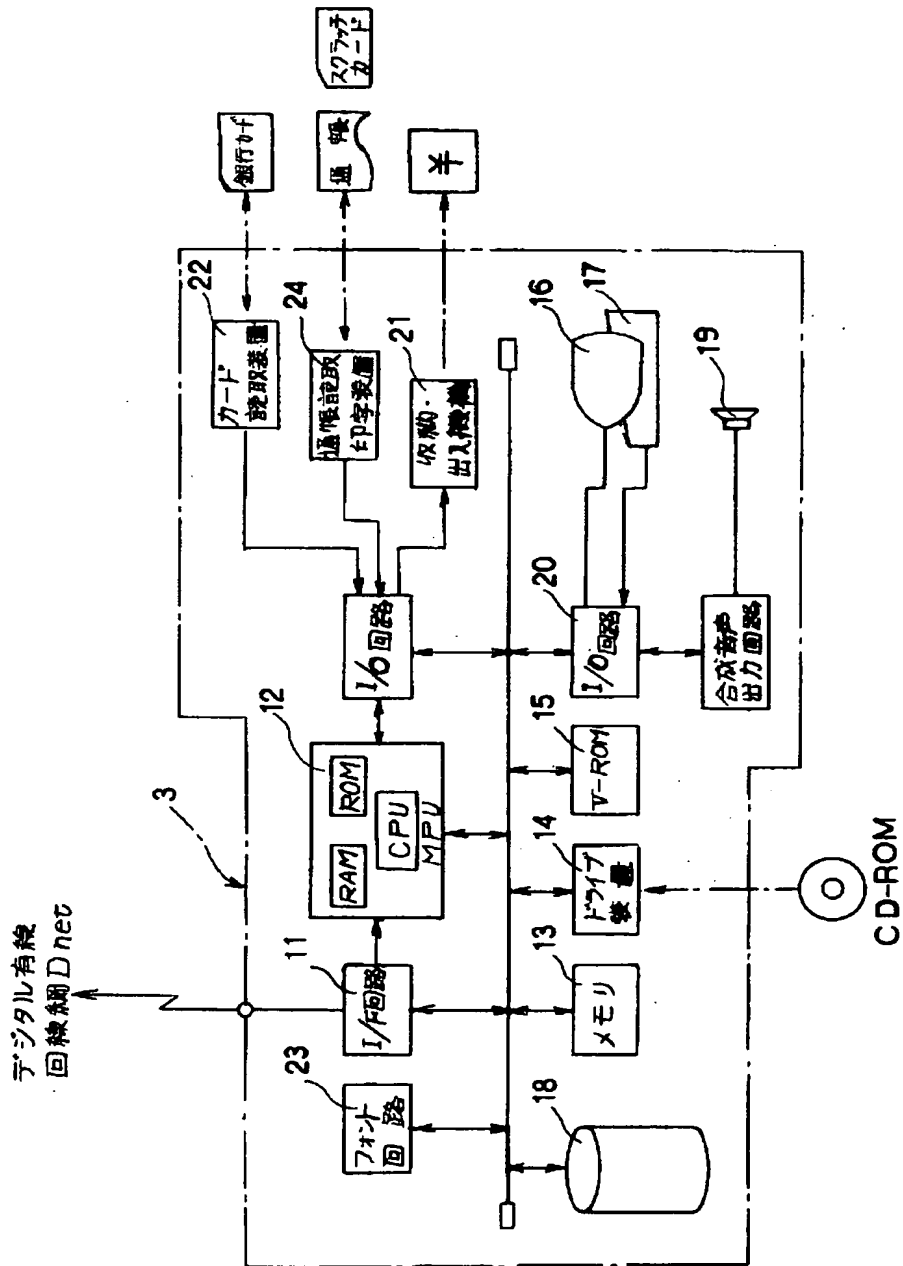 デジタル有線
回線網Dnet
3
23
フォント
回路
11
I/F回路
12
RAM
ROM
CPU
MPU
I/O回路
22
カード
読取装置
24
通帳読取
印字装置
21
収納・
出入機構
銀行カード
通帳
スクラッチ
カード
¥
18
13
メモリ
14
ドライブ
装置
15
V-ROM
20
I/O回路
16
17
19
合成音声
出力回路
CD-ROM